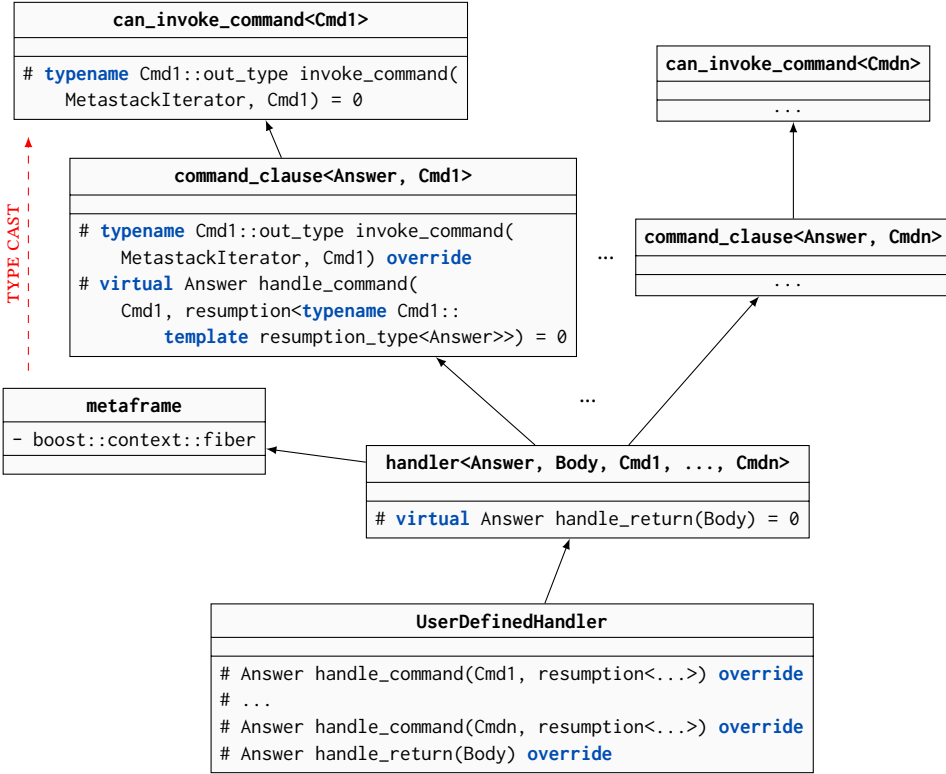 can_invoke_command<Cmd1>
# typename Cmd1::out_type invoke_command(
MetastackIterator, Cmd1) = 0
can_invoke_command<Cmdn>
...
TYPE CAST
command_clause<Answer, Cmd1>
# typename Cmd1::out_type invoke_command(
MetastackIterator, Cmd1) override
# virtual Answer handle_command(
Cmd1, resumption<typename Cmd1::
template resumption_type<Answer>>) = 0
...
command_clause<Answer, Cmdn>
...
...
metaframe
- boost::context::fiber
handler<Answer, Body, Cmd1, ..., Cmdn>
# virtual Answer handle_return(Body) = 0
UserDefinedHandler
# Answer handle_command(Cmd1, resumption<...>) override
# ...
# Answer handle_command(Cmdn, resumption<...>) override
# Answer handle_return(Body) override